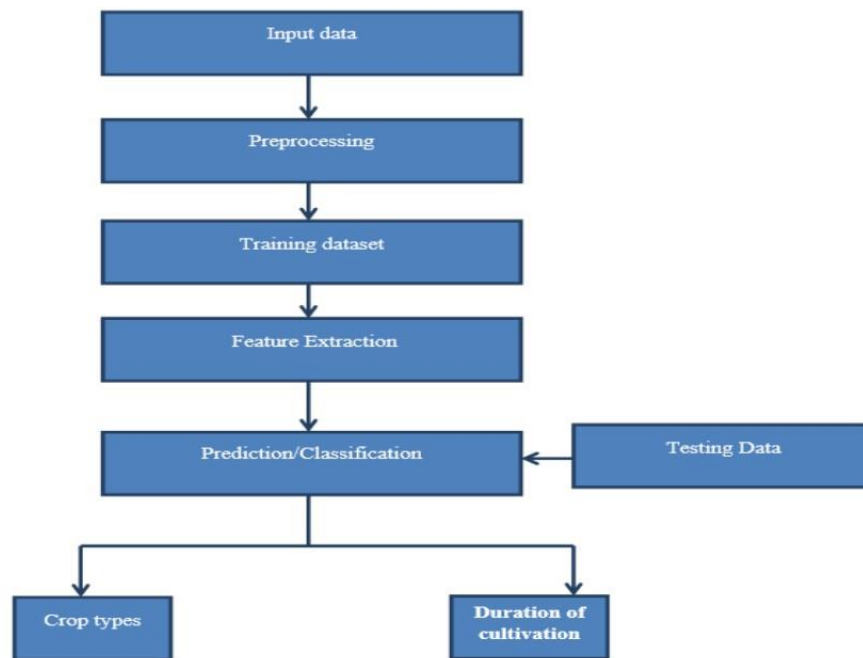 Input data
Preprocessing
Training dataset
Feature Extraction
Prediction/Classification
Testing Data
Crop types
Duration of
cultivation